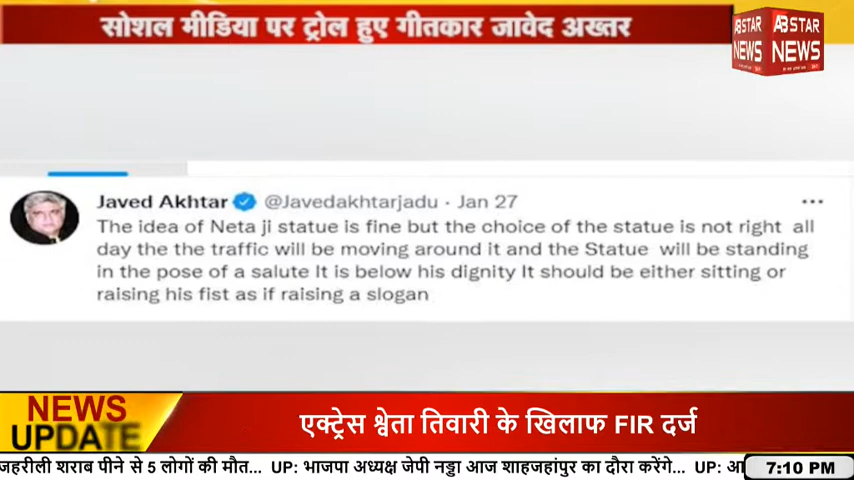 सोशल मीडिया पर ट्रोल हुए गीतकार जावेद अख्तर
AB STAR NEWS
AB STAR NEWS
Javed Akhtar @Javedakhtarjadu · Jan 27
The idea of Neta ji statue is fine but the choice of the statue is not right all
day the the traffic will be moving around it and the Statue will be standing
in the pose of a salute It is below his dignity It should be either sitting or
raising his fist as if raising a slogan
NEWS
UPDATE
एक्ट्रेस श्वेता तिवारी के खिलाफ FIR दर्ज
जहरीली शराब पीने से 5 लोगों की मौत... UP: भाजपा अध्यक्ष जेपी नड्डा आज शाहजहांपुर का दौरा करेंगे... UP: आ
7:10 PM